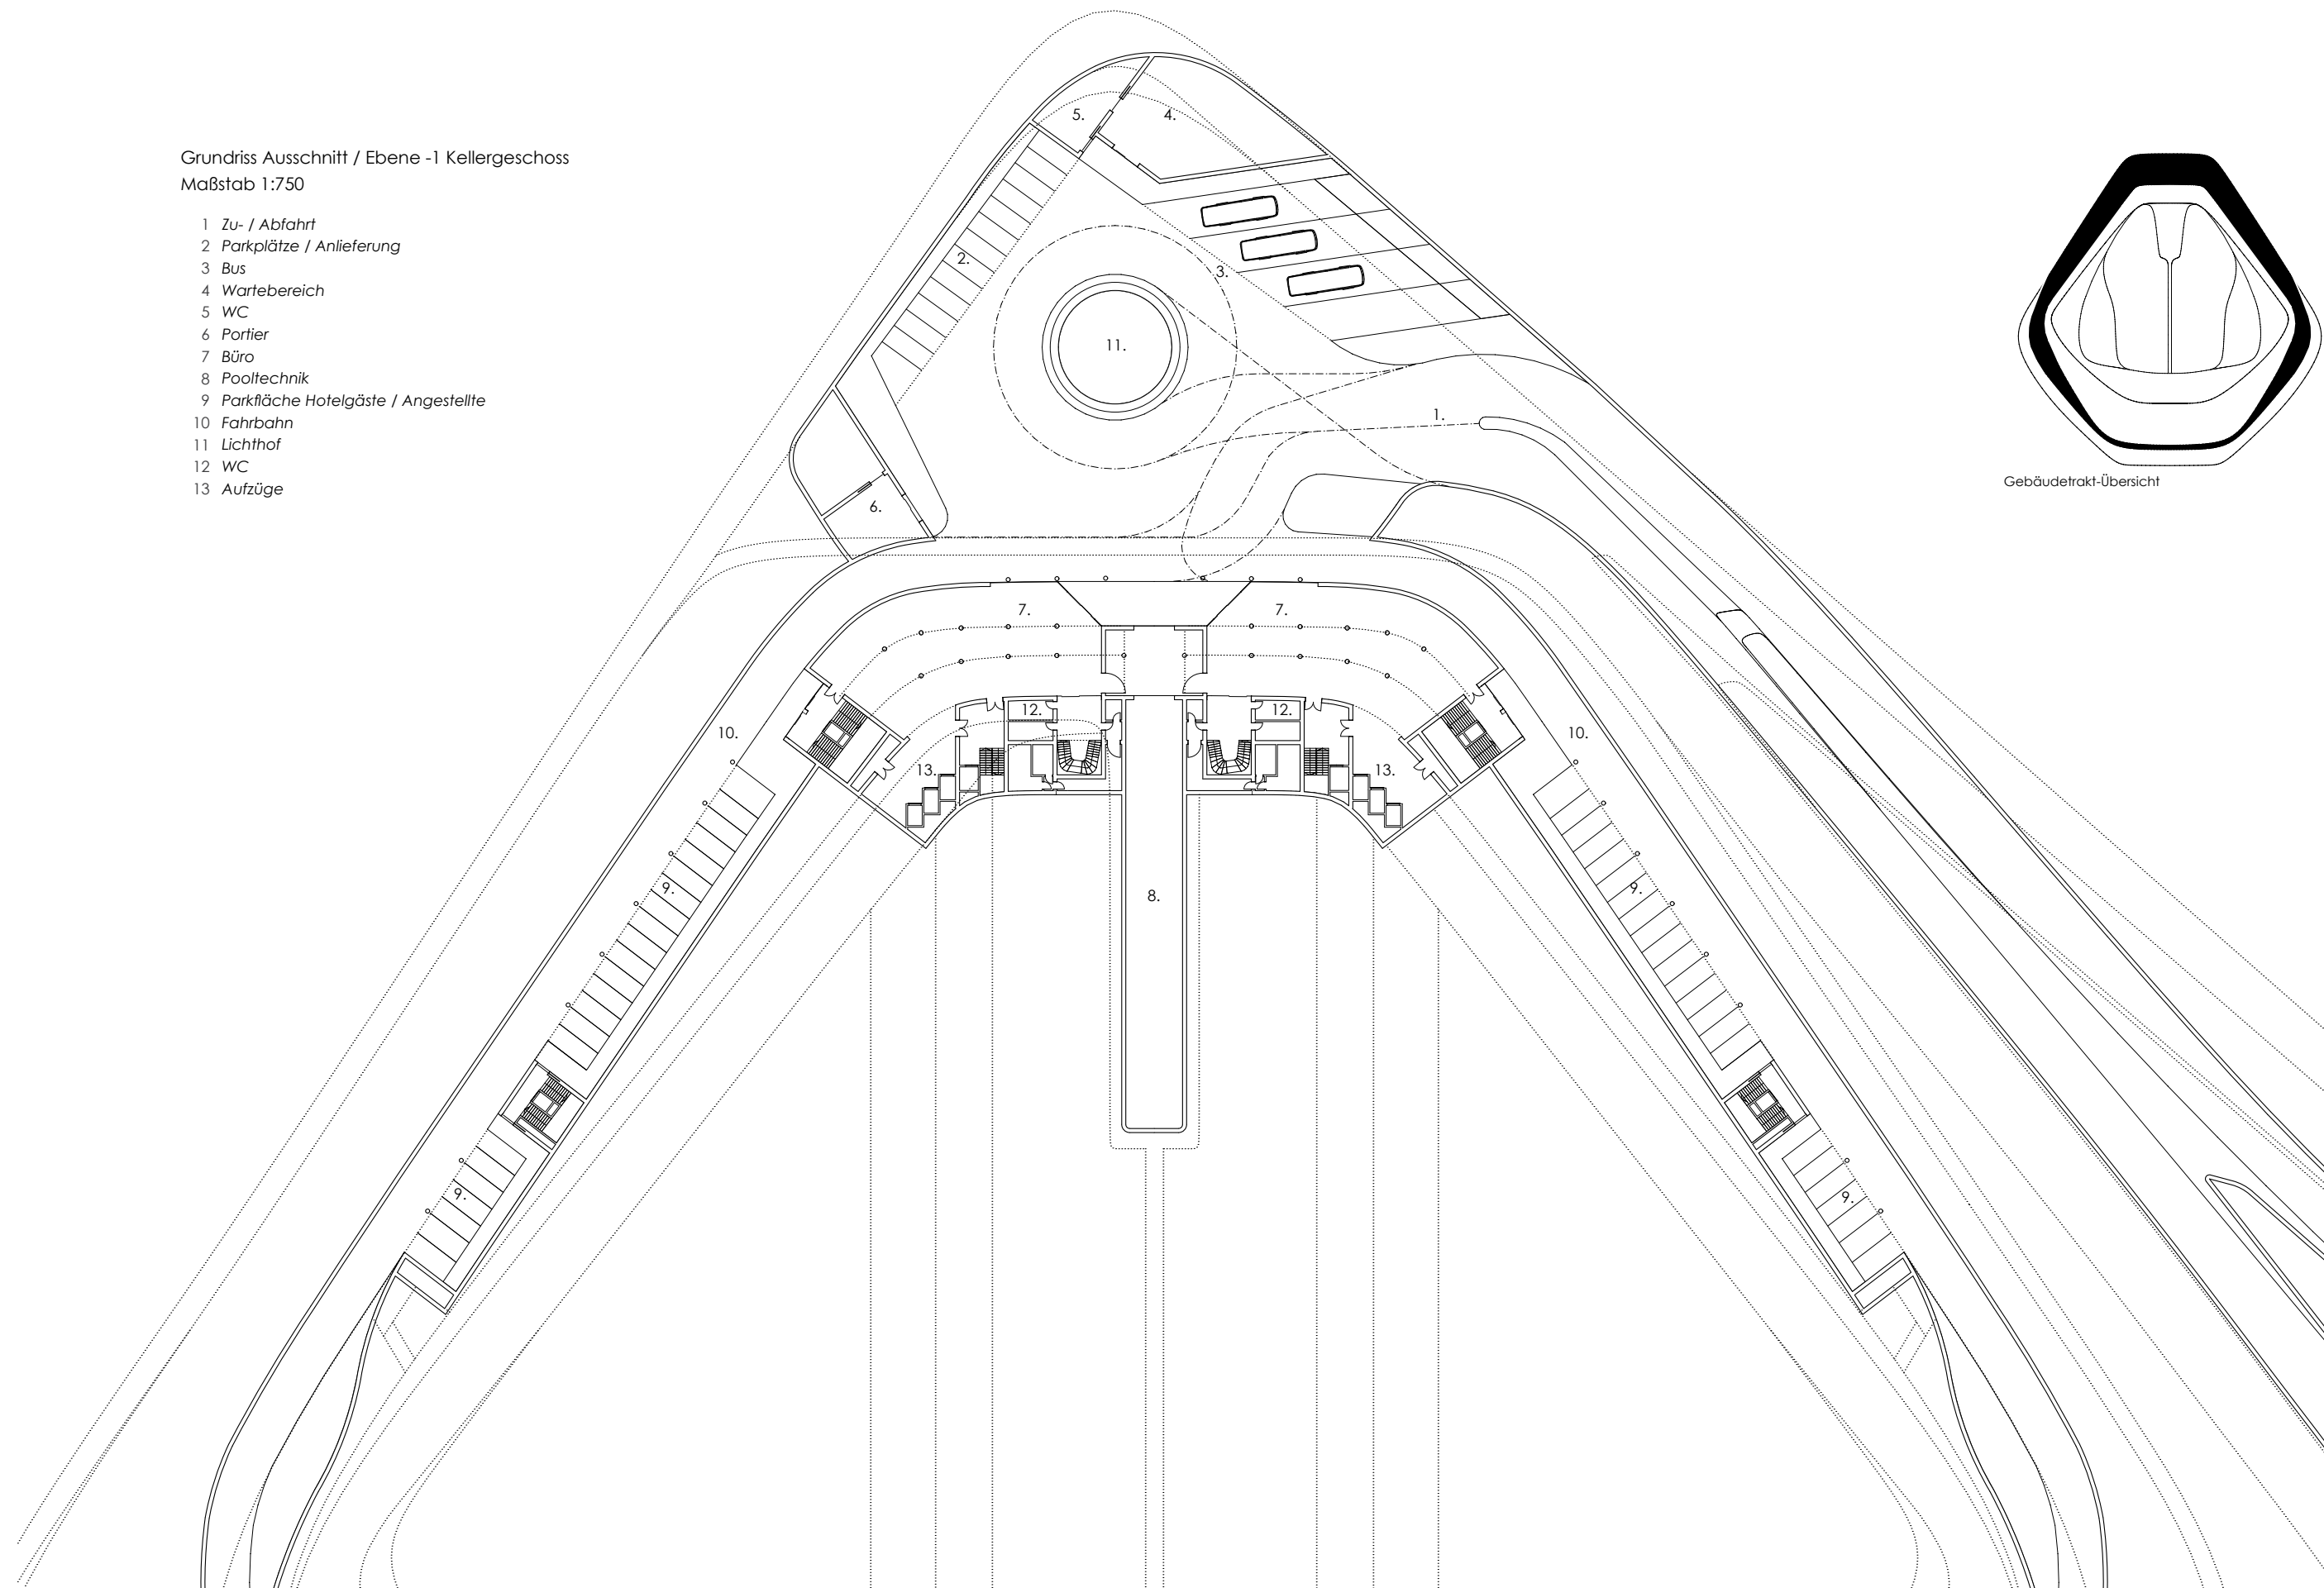 Grundriss Ausschnitt / Ebene -1 Kellergeschoss
Maßstab 1:750
1 Zu- / Abfahrt
2 Parkplätze / Anlieferung
3 Bus
4 Wartebereich
5 WC
6 Portier
7 Büro
8 Pooltechnik
9 Parkfläche Hotelgäste / Angestellte
10 Fahrbahn
11 Lichthof
12 WC
13 Aufzüge
Gebäudetrakt-Übersicht
5.
4.
2.
3.
11.
1.
6.
7.
7.
12.
12.
10.
10.
13.
13.
9.
8.
9.
9.
9.